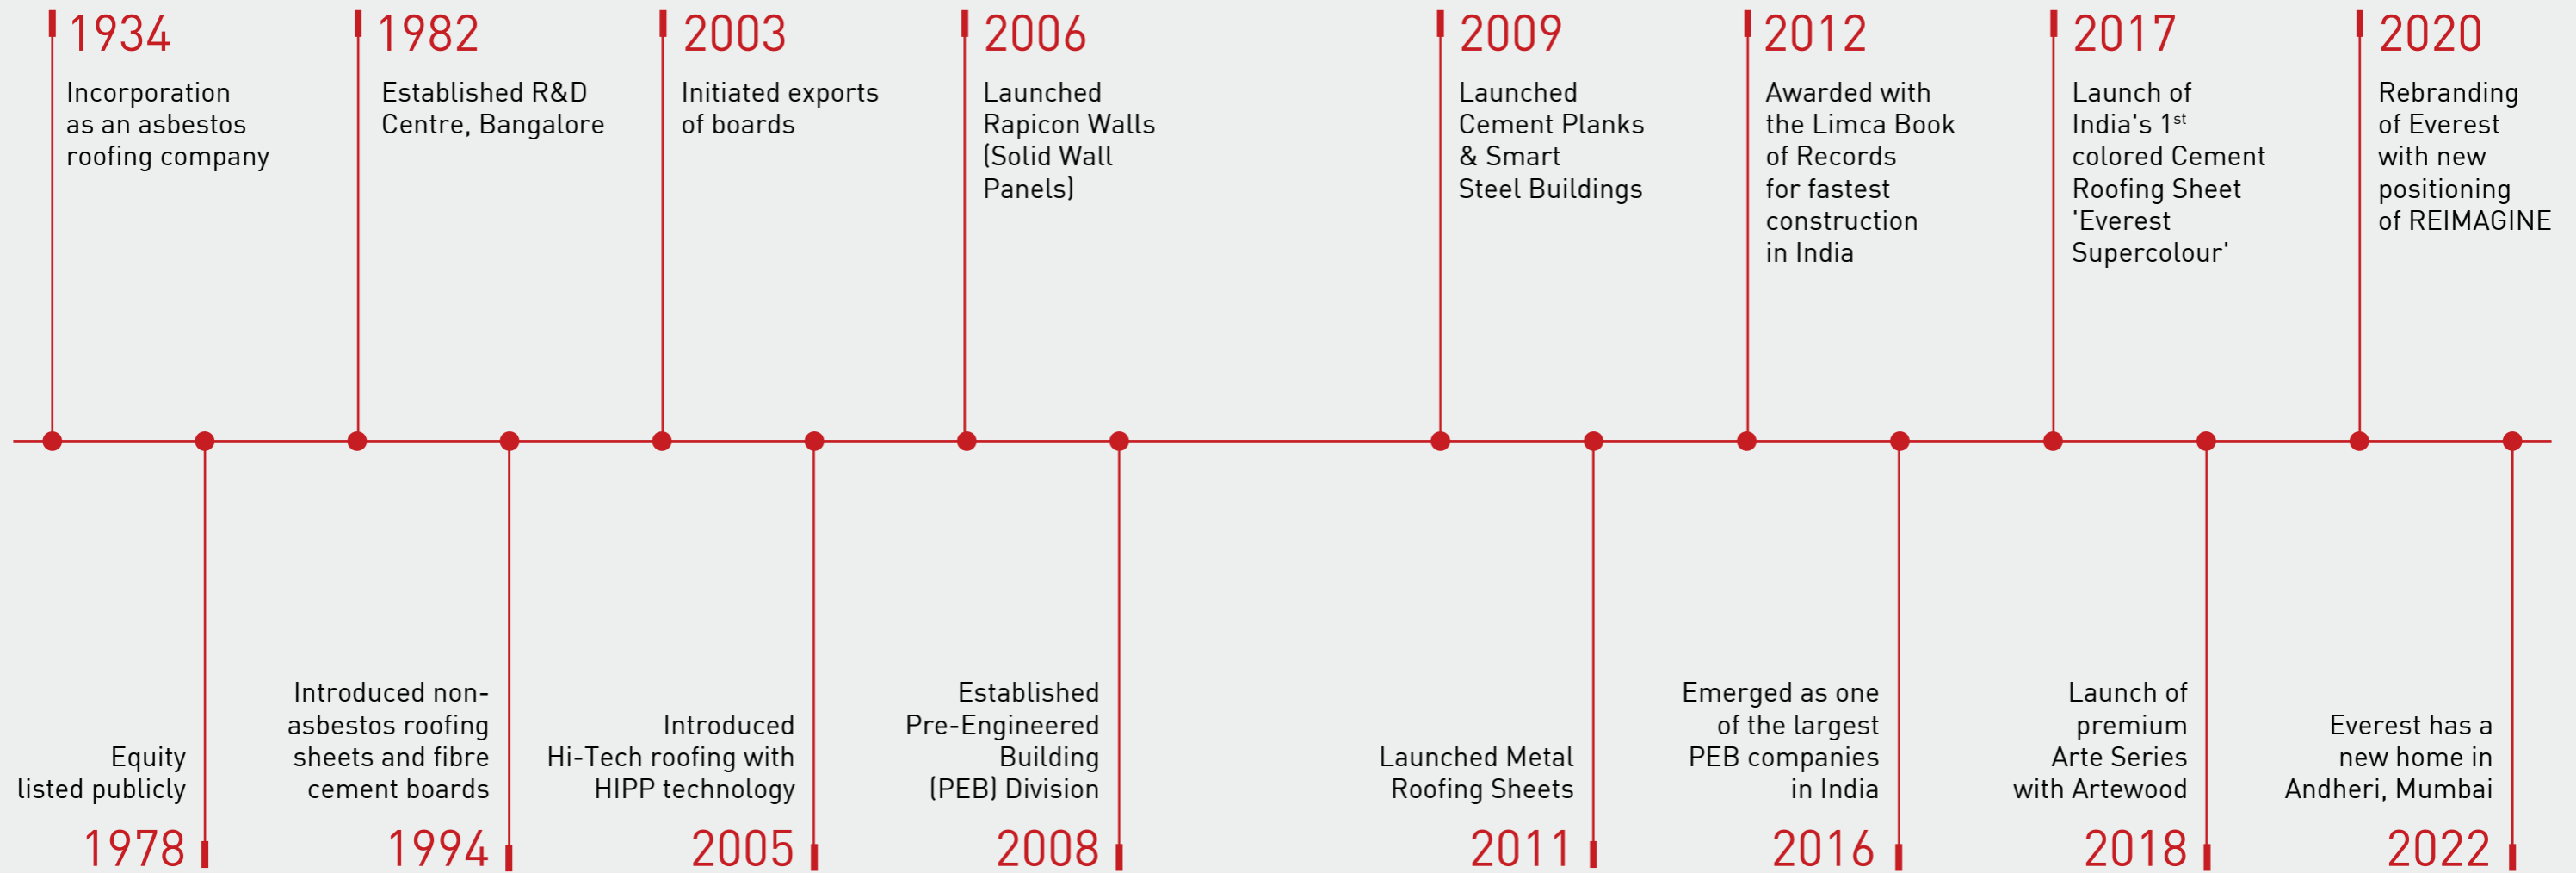 1934
Incorporation
as an asbestos
roofing company
1982
Established R&D
Centre, Bangalore
2003
Initiated exports
of boards
2006
Launched
Rapicon Walls
(Solid Wall
Panels)
2009
Launched
Cement Planks
& Smart
Steel Buildings
2012
Awarded with
the Limca Book
of Records
for fastest
construction
in India
2017
Launch of
India's 1st
colored Cement
Roofing Sheet
'Everest
Supercolour'
2020
Rebranding
of Everest
with new
positioning
of REIMAGINE
Equity
listed publicly
1978
Introduced non-
asbestos roofing
sheets and fibre
cement boards
1994
Introduced
Hi-Tech roofing with
HIPP technology
2005
Established
Pre-Engineered
Building
(PEB) Division
2008
Launched Metal
Roofing Sheets
2011
Emerged as one
of the largest
PEB companies
in India
2016
Launch of
premium
Arte Series
with Artewood
2018
Everest has a
new home in
Andheri, Mumbai
2022